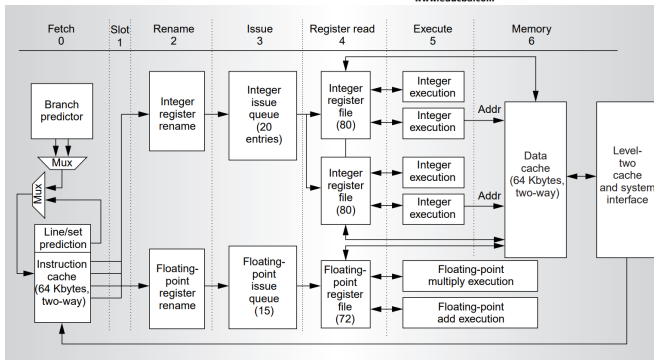 www.educba.com
Fetch
0
Slot
1
Rename
2
Issue
3
Register read
4
Execute
5
Memory
6
Branch
predictor
Mux
Mux
Line/set
prediction
Instruction
cache
(64 Kbytes,
two-way)
Integer
register
rename
Integer
issue
queue
(20
entries)
Integer
register
file
(80)
Integer
execution
Integer
execution
Addr
Integer
register
file
(80)
Integer
execution
Integer
execution
Addr
Data
cache
(64 Kbytes,
two-way)
Level-
two
cache
and system
interface
Floating-
point
register
rename
Floating-
point
issue
queue
(15)
Floating-
point
register
file
(72)
Floating-point
multiply execution
Floating-point
add execution